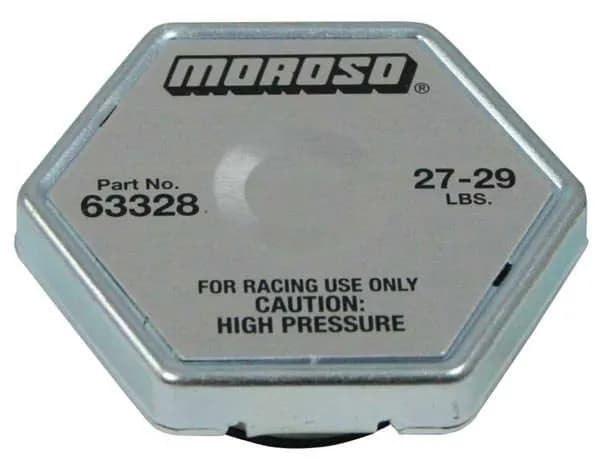 MOROSO®
Part No.
63328
27-29
LBS.
FOR RACING USE ONLY
CAUTION:
HIGH PRESSURE